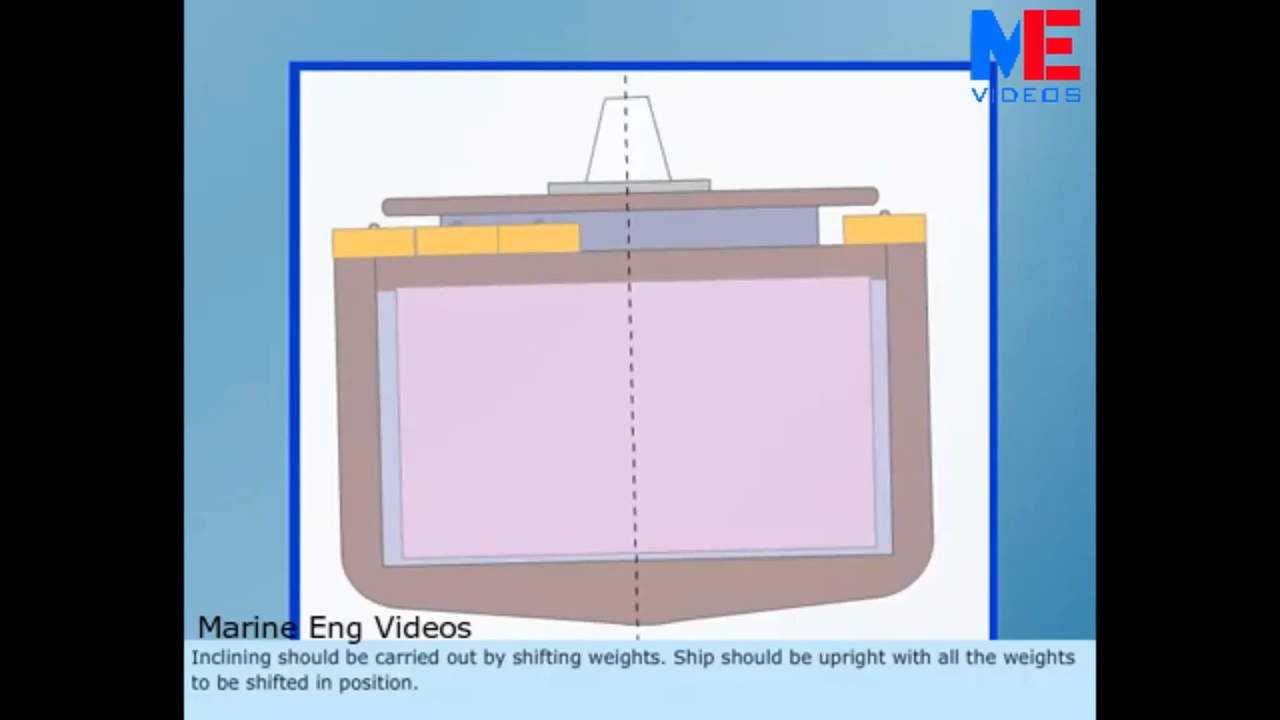 ME
VIDEOS
Marine Eng Videos
Inclining should be carried out by shifting weights. Ship should be upright with all the weights
to be shifted in position.